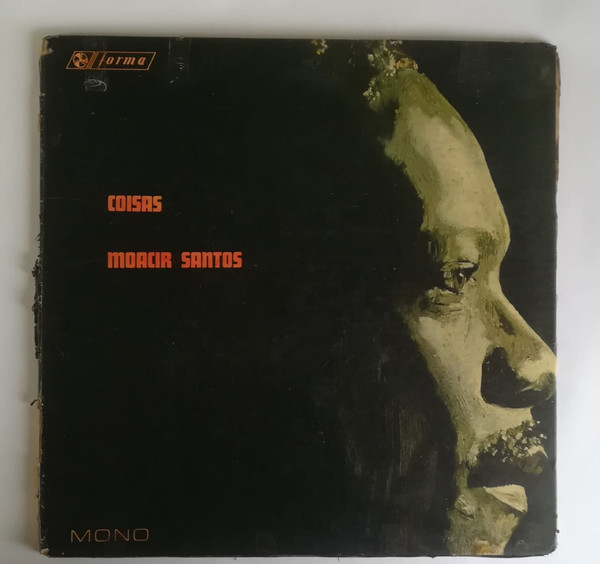 forma
COISAS
MOACIR SANTOS
MONO